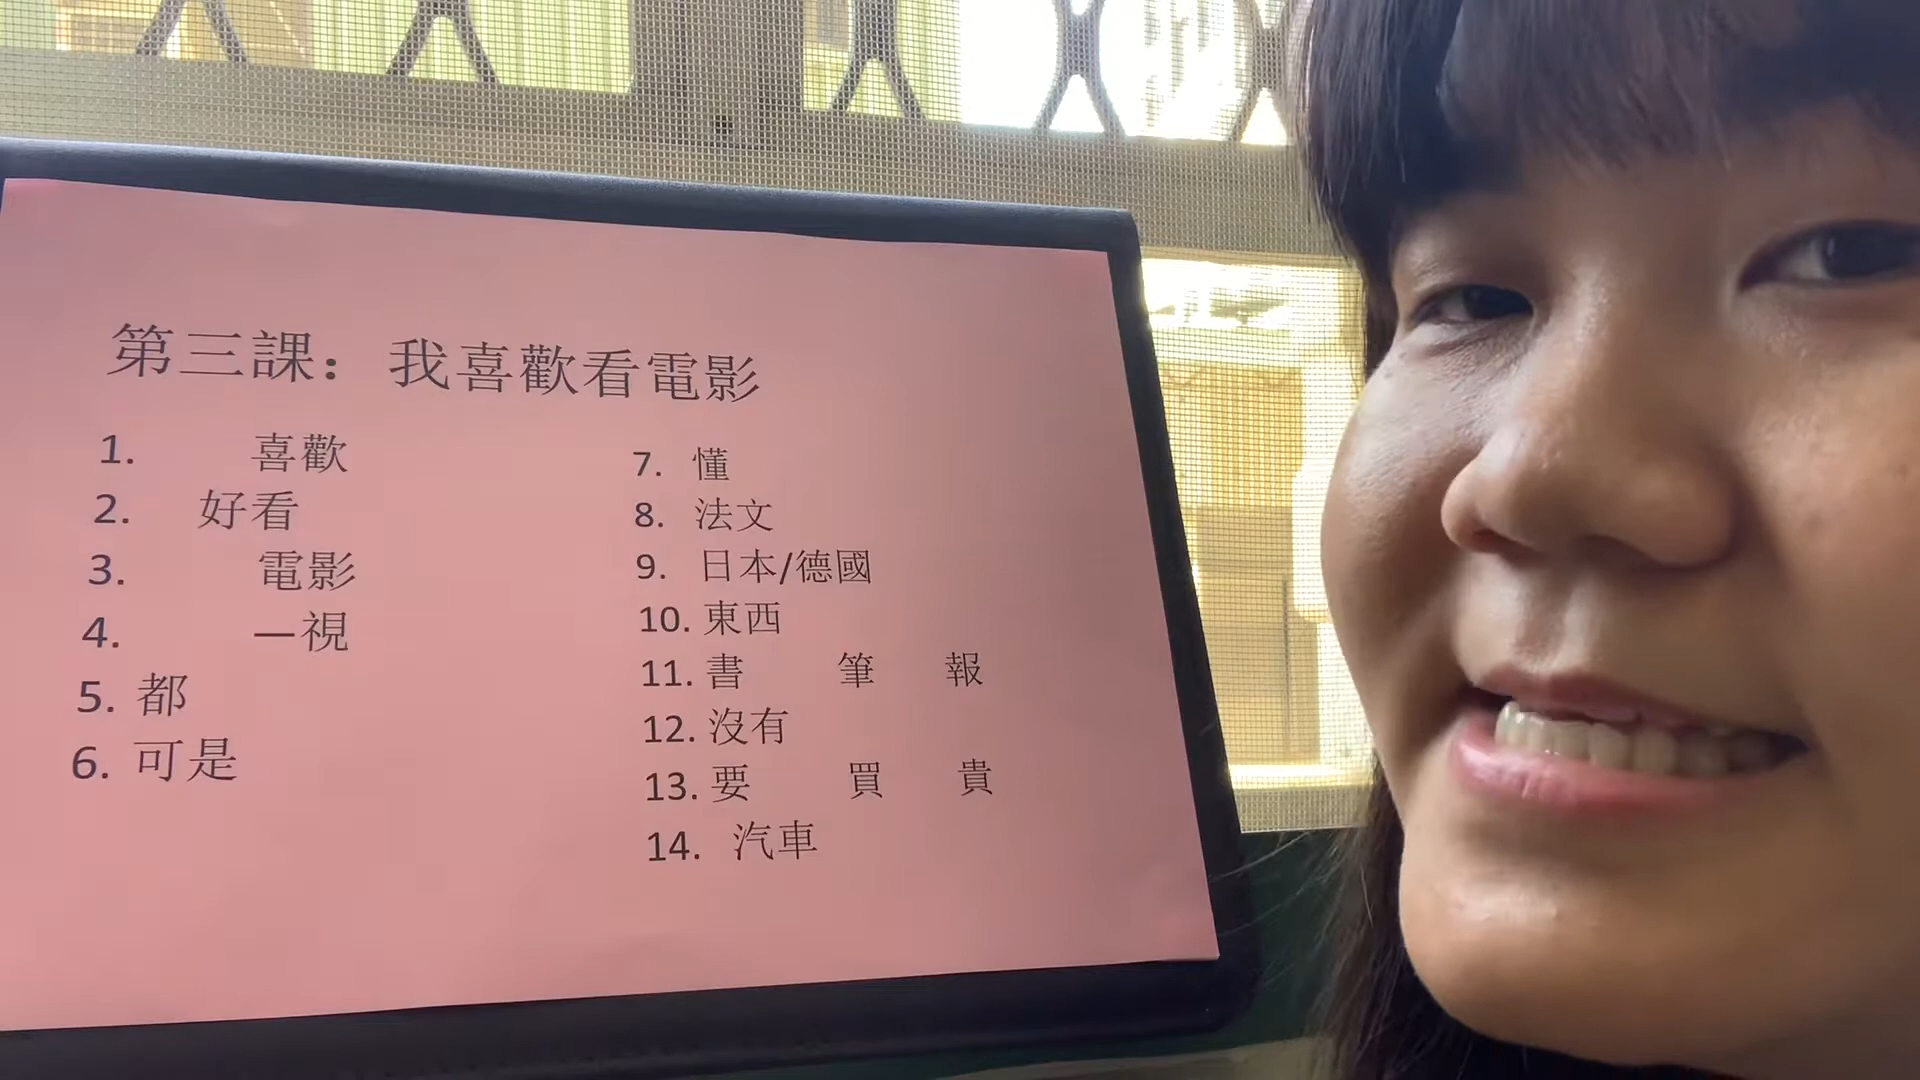 第三課：我喜歡看電影
1. 喜歡
2. 好看
3. 電影
4. —視
5. 都
6. 可是
7. 懂
8. 法文
9. 日本/德國
10. 東西
11. 書 筆 報
12. 沒有
13. 要 買 貴
14. 汽車